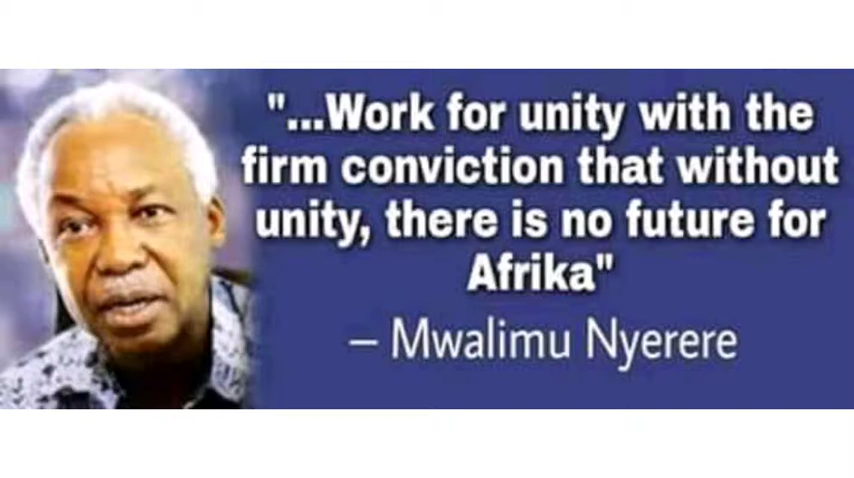 "...Work for unity with the
firm conviction that without
unity, there is no future for
Afrika"
– Mwalimu Nyerere